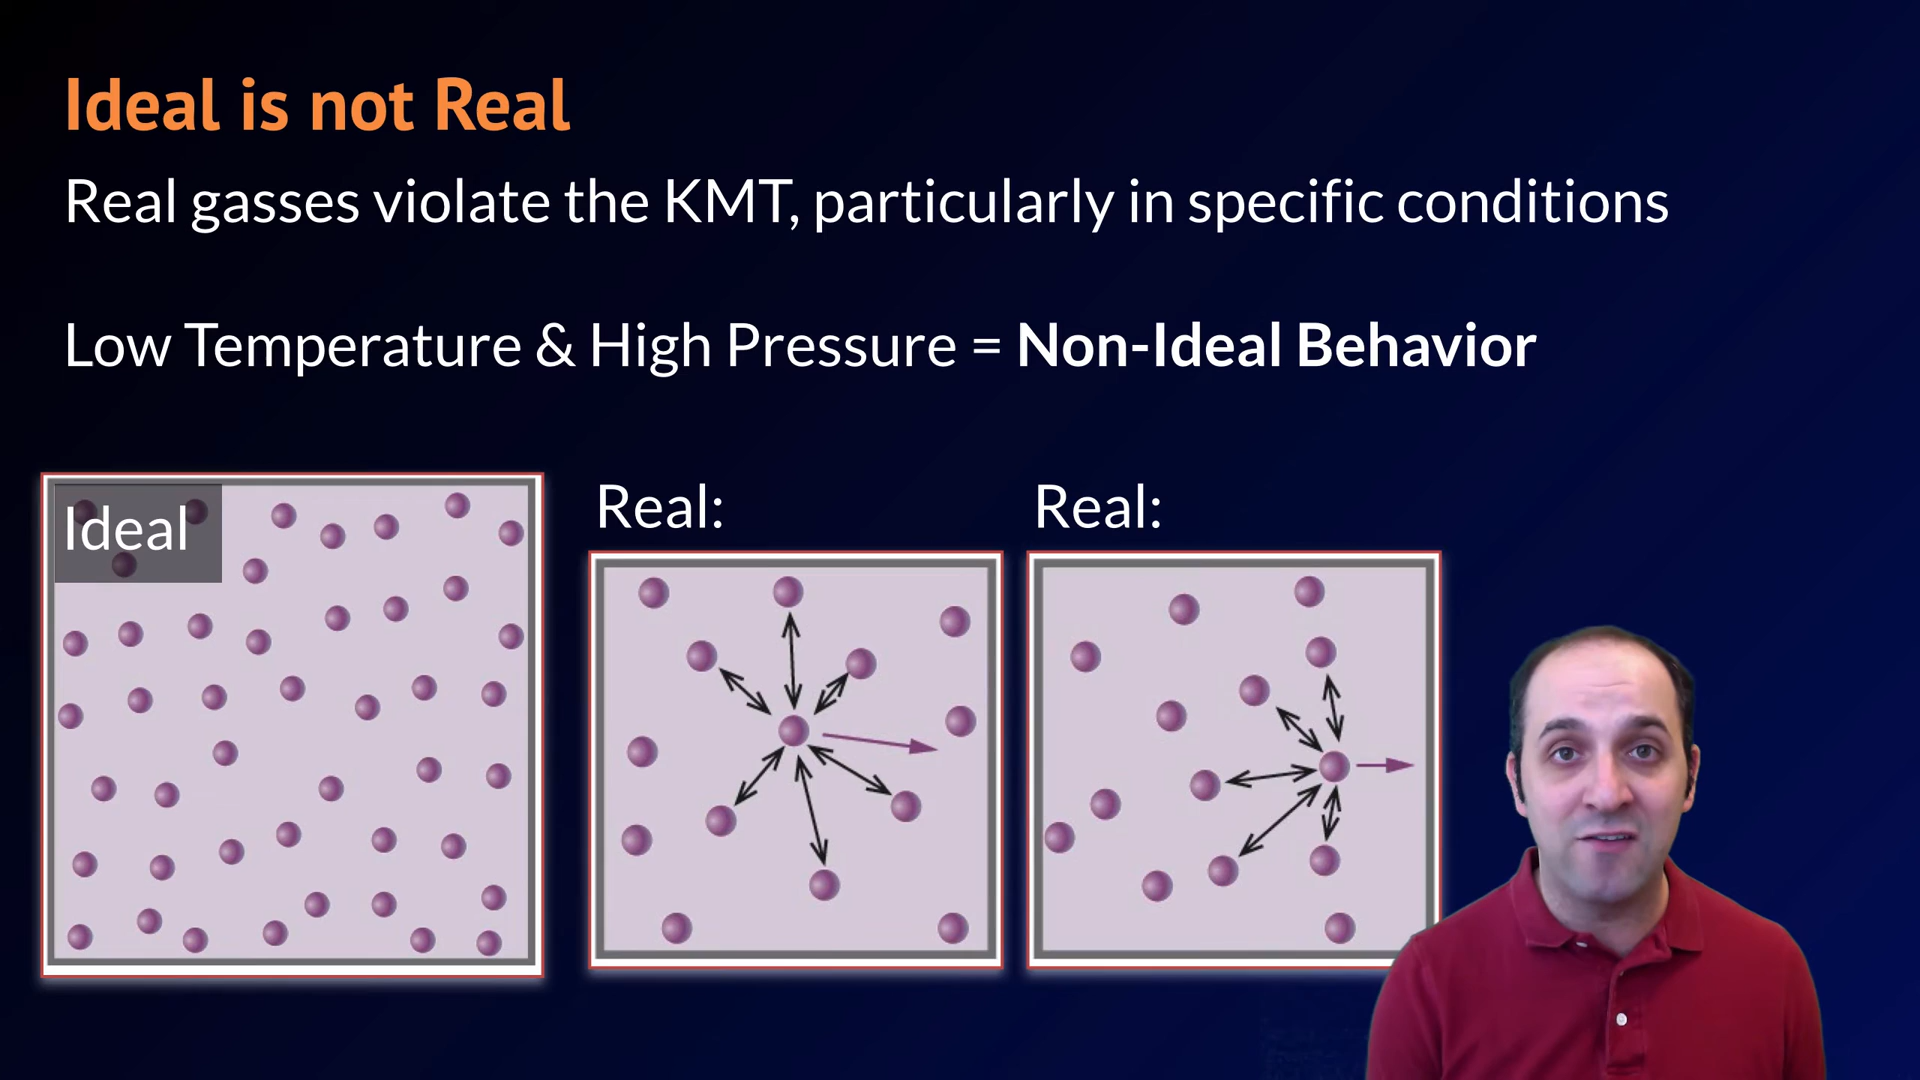 Ideal is not Real
Real gasses violate the KMT, particularly in specific conditions
Low Temperature & High Pressure = Non-Ideal Behavior
Ideal
Real:
Real: